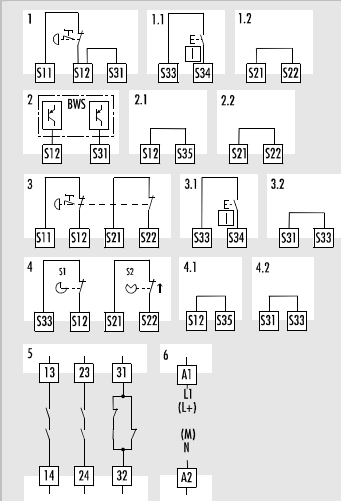 1 1.1 1.2
E
S11 S12 S31 S33 S34 S21 S22
2 BWS 2.1 2.2
S12 S31 S12 S35 S21 S22
3 3.1 3.2
E
S11 S12 S21 S22 S33 S34 S31 S33
4 S1 S2 4.1 4.2
S33 S12 S21 S22 S12 S35 S31 S33
5 6
13 23 31 A1
L1
(L+)
(M)
N
14 24 32 A2